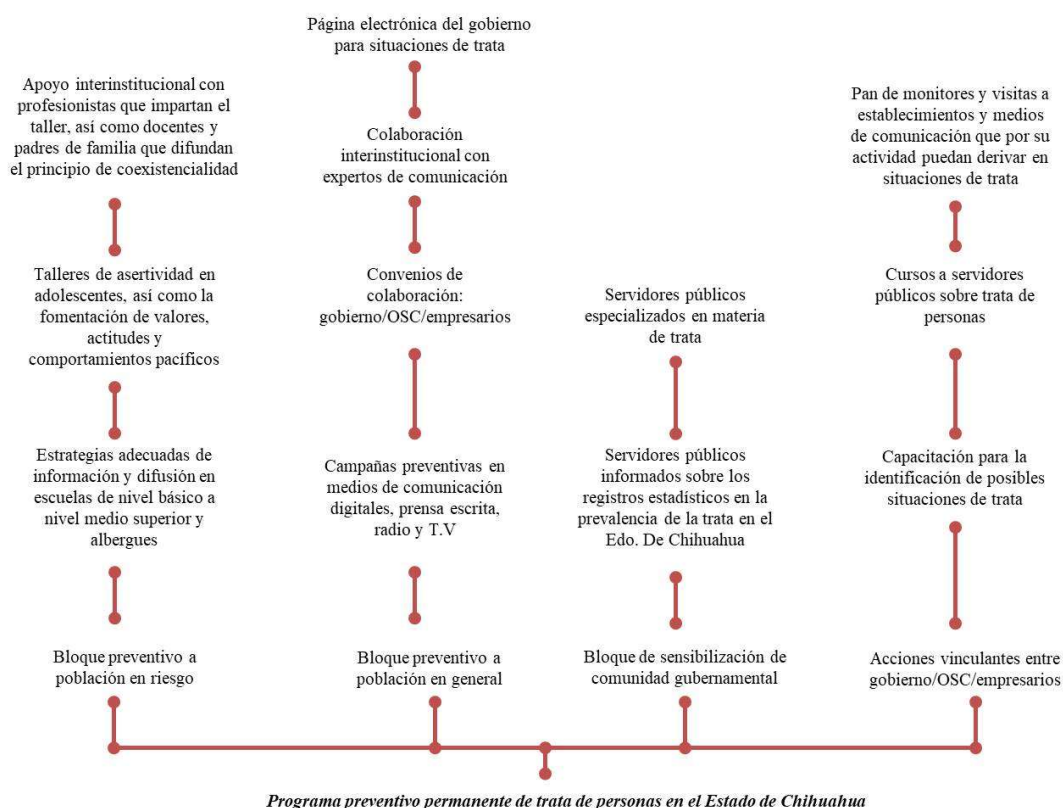 Página electrónica del gobierno
para situaciones de trata
Apoyo interinstitucional con
profesionistas que impartan el
taller, así como docentes y
padres de familia que difundan
el principio de coexistencialidad
Colaboración
interinstitucional con
expertos de comunicación
Pan de monitores y visitas a
establecimientos y medios
de comunicación que por su
actividad puedan derivar en
situaciones de trata
Talleres de asertividad en
adolescentes, así como la
fomentación de valores,
actitudes y
comportamientos pacíficos
Convenios de
colaboración:
gobierno/OSC/empresarios
Servidores públicos
especializados en materia
de trata
Cursos a servidores
públicos sobre trata de
personas
Estrategias adecuadas de
información y difusión en
escuelas de nivel básico a
nivel medio superior y
albergues
Campañas preventivas en
medios de comunicación
digitales, prensa escrita,
radio y T.V
Servidores públicos
informados sobre los
registros estadísticos en la
prevalencia de la trata en el
Edo. De Chihuahua
Capacitación para la
identificación de posibles
situaciones de trata
Bloque preventivo a
población en riesgo
Bloque preventivo a
población en general
Bloque de sensibilización de
comunidad gubernamental
Acciones vinculantes entre
gobierno/OSC/empresarios
Programa preventivo permanente de trata de personas en el Estado de Chihuahua